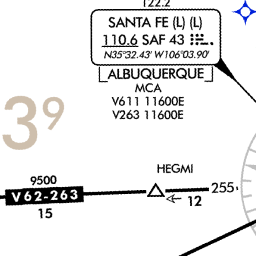 122.2
SANTA FE (L) (L)
110.6 SAF 43
N35°32.43' W106°03.90'
ALBUQUERQUE
MCA
V611 11600E
V263 11600E
39
HEGMI
9500
V62-263
15
12
255